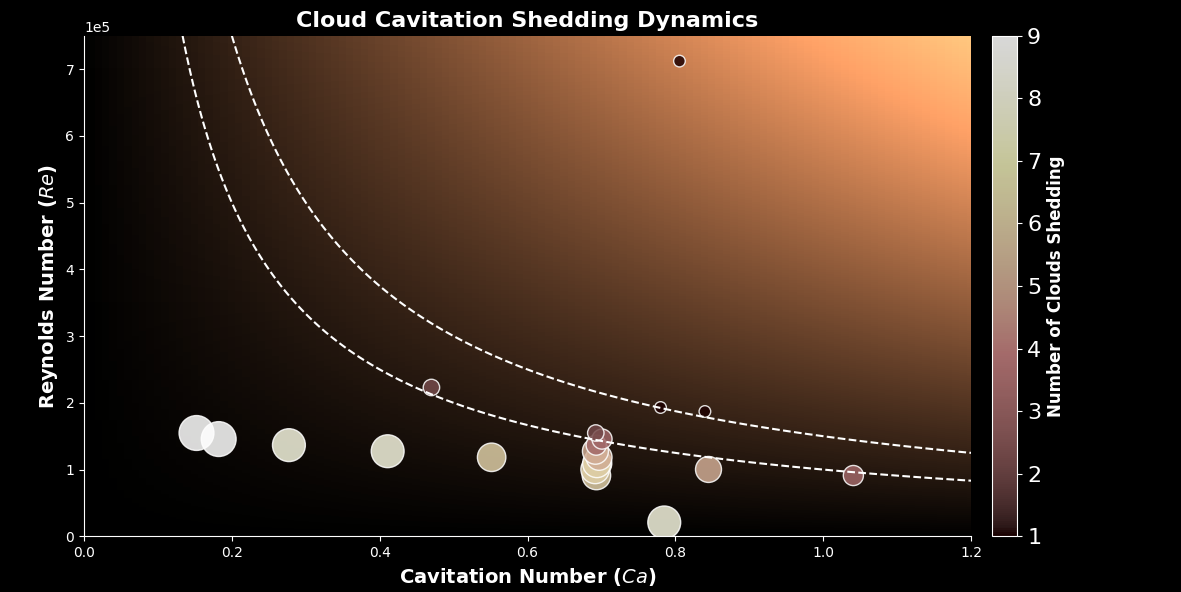 Cloud Cavitation Shedding Dynamics
1e5
7
6
5
4
3
2
1
0
Reynolds Number (Re)
0.0 0.2 0.4 0.6 0.8 1.0 1.2
Cavitation Number (Ca)
9
8
7
6
5
4
3
2
1
Number of Clouds Shedding